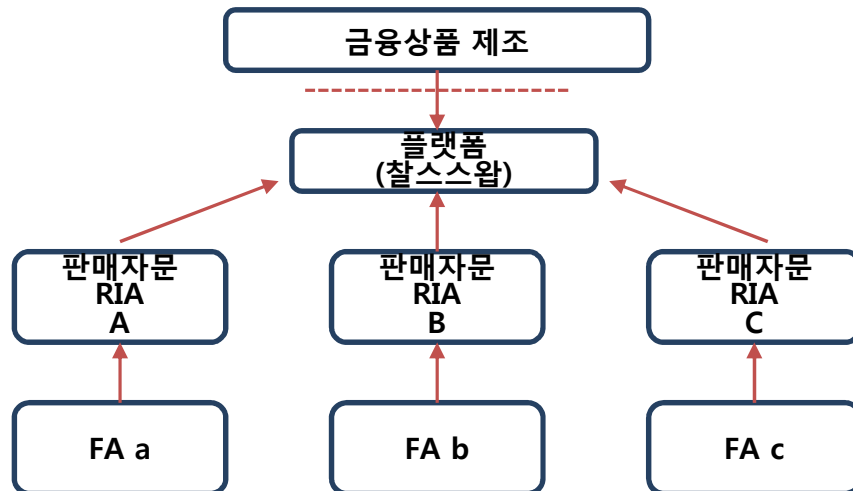 금융상품 제조
플랫폼
(찰스스왑)
판매자문
RIA
A
판매자문
RIA
B
판매자문
RIA
C
FA a
FA b
FA c